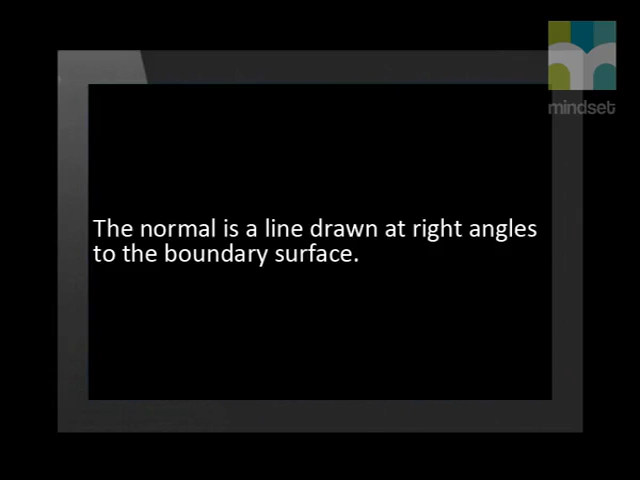 mindset
The normal is a line drawn at right angles
to the boundary surface.